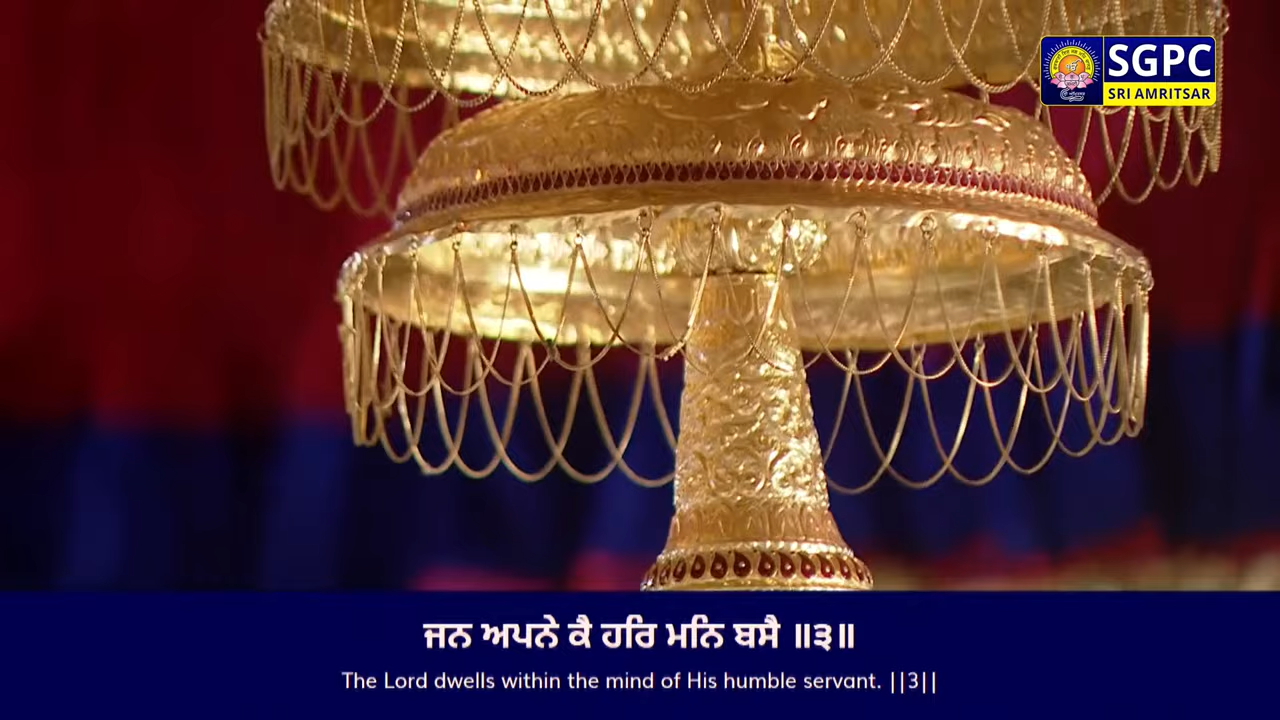 SGPC
SRI AMRITSAR
ਜਨ ਅਪਨੇ ਕੈ ਹਰਿ ਮਨਿ ਬਸੈ ॥੩॥
The Lord dwells within the mind of His humble servant. ||3||